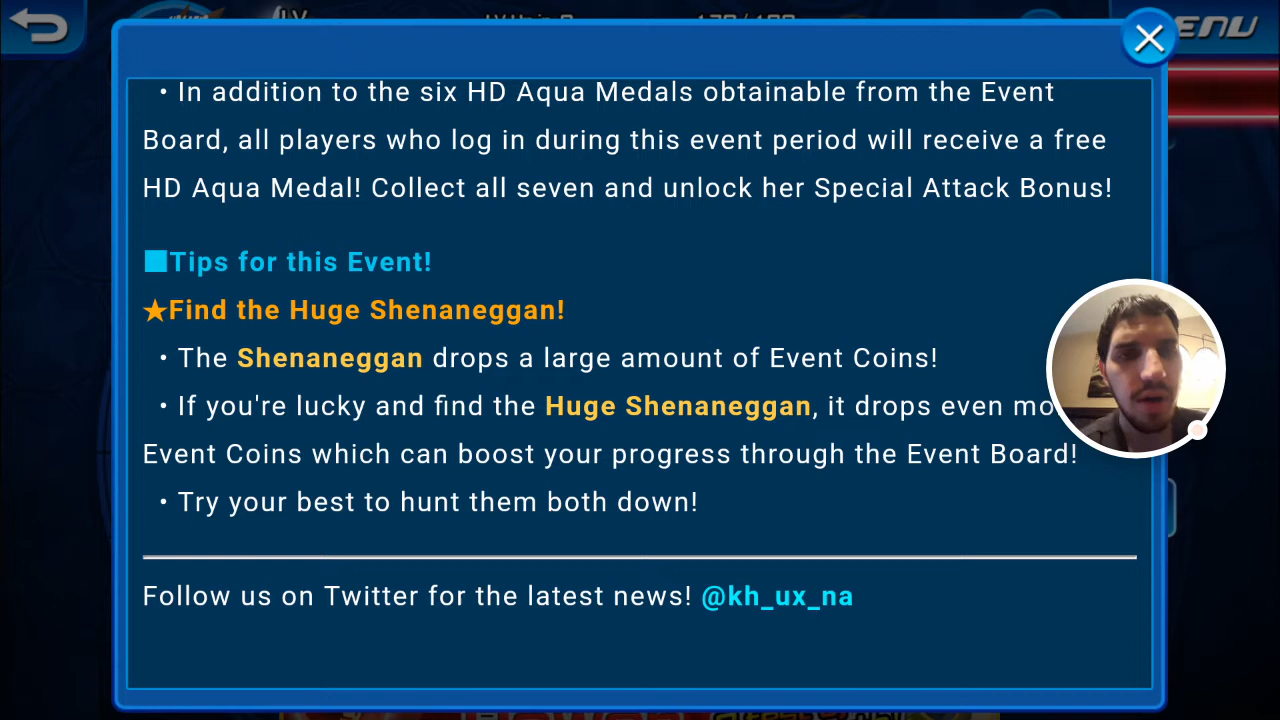 ENU
・In addition to the six HD Aqua Medals obtainable from the Event
Board, all players who log in during this event period will receive a free
HD Aqua Medal! Collect all seven and unlock her Special Attack Bonus!
■Tips for this Event!
★Find the Huge Shenaneggan!
・The Shenaneggan drops a large amount of Event Coins!
・If you're lucky and find the Huge Shenaneggan, it drops even mo
Event Coins which can boost your progress through the Event Board!
・Try your best to hunt them both down!
Follow us on Twitter for the latest news! @kh_ux_na